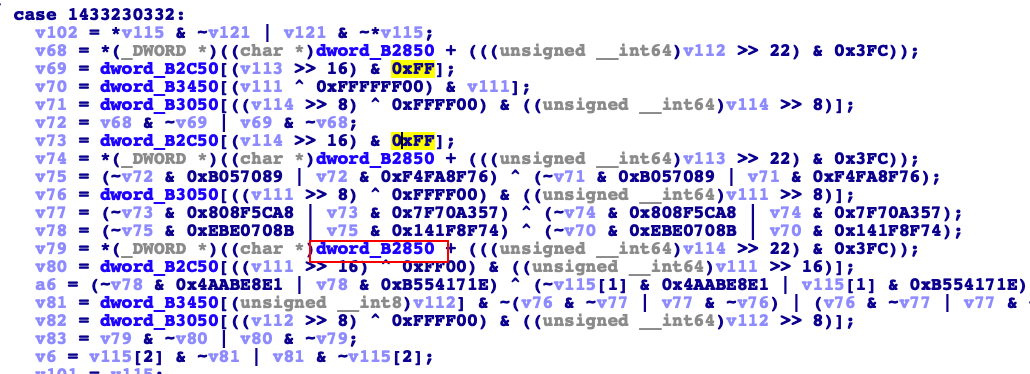 case 1433230332:
v102 = *v115 & ~v121 | v121 & ~*v115;
v68 = *(_DWORD *)((char *)dword_B2850 + (((unsigned __int64)v112 >> 22) & 0x3FC));
v69 = dword_B2C50[(v113 >> 16) & 0xFF];
v70 = dword_B3450[(v111 ^ 0xFFFFFF00) & v111];
v71 = dword_B3050[((v114 >> 8) ^ 0xFFFF00) & ((unsigned __int64)v114 >> 8)];
v72 = v68 & ~v69 | v69 & ~v68;
v73 = dword_B2C50[(v114 >> 16) & 0xFF];
v74 = *(_DWORD *)((char *)dword_B2850 + (((unsigned __int64)v113 >> 22) & 0x3FC));
v75 = (~v72 & 0xB057089 | v72 & 0xF4FA8F76) ^ (~v71 & 0xB057089 | v71 & 0xF4FA8F76);
v76 = dword_B3050[((v111 >> 8) ^ 0xFFFF00) & ((unsigned __int64)v111 >> 8)];
v77 = (~v73 & 0x808F5CA8 | v73 & 0x7F70A357) ^ (~v74 & 0x808F5CA8 | v74 & 0x7F70A357);
v78 = (~v75 & 0xEBE0708B | v75 & 0x141F8F74) ^ (~v70 & 0xEBE0708B | v70 & 0x141F8F74);
v79 = *(_DWORD *)((char *)dword_B2850 + (((unsigned __int64)v114 >> 22) & 0x3FC));
v80 = dword_B2C50[((v111 >> 16) ^ 0xFF00) & ((unsigned __int64)v111 >> 16)];
a6 = (~v78 & 0x4AABE8E1 | v78 & 0xB554171E) ^ (~v115[1] & 0x4AABE8E1 | v115[1] & 0xB554171E)
v81 = dword_B3450[(unsigned __int8)v112] & ~(v76 & ~v77 | v77 & ~v76) | (v76 & ~v77 | v77 &
v82 = dword_B3050[((v112 >> 8) ^ 0xFFFF00) & ((unsigned __int64)v112 >> 8)];
v83 = v79 & ~v80 | v80 & ~v79;
v6 = v115[2] & ~v81 | v81 & ~v115[2];
v101 = v115;